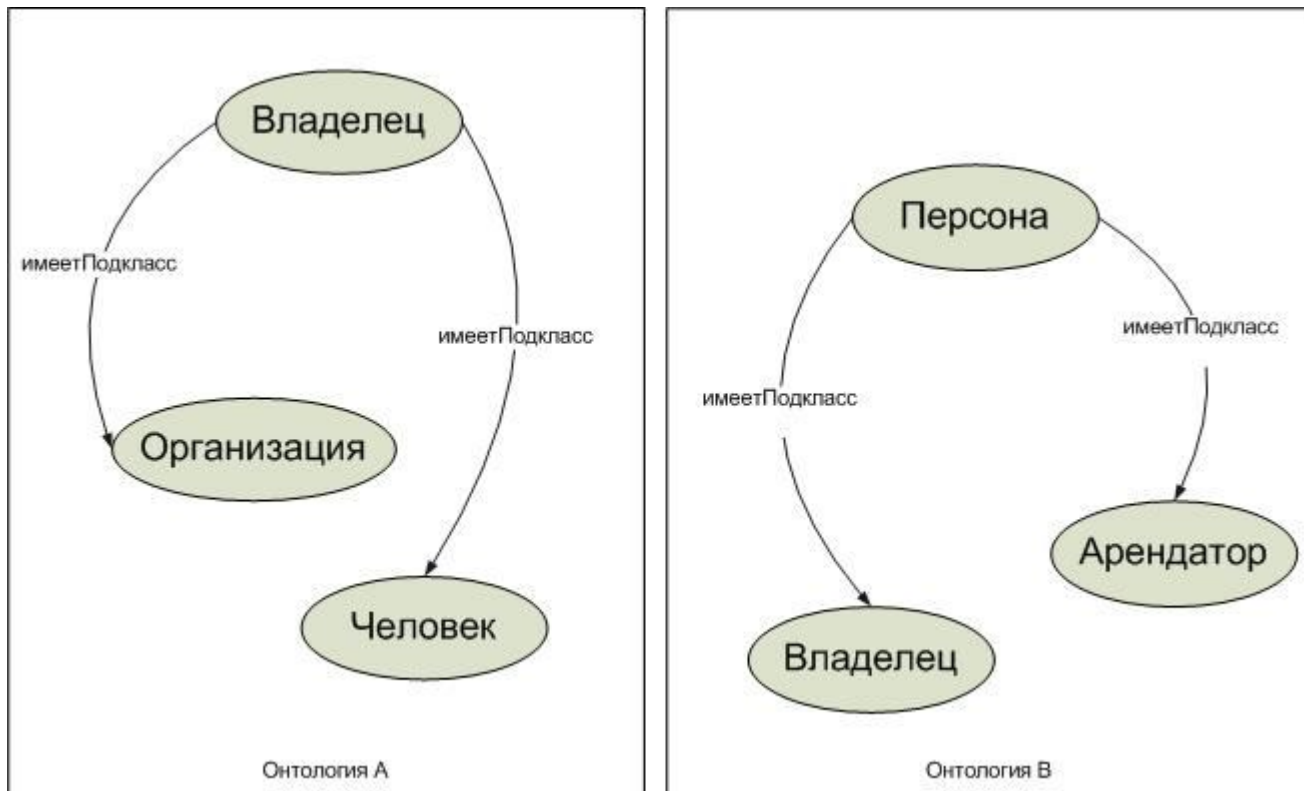 Владелец
имеетПодкласс
имеетПодкласс
Организация
Человек
Онтология А
Персона
имеетПодкласс
имеетПодкласс
Арендатор
Владелец
Онтология В